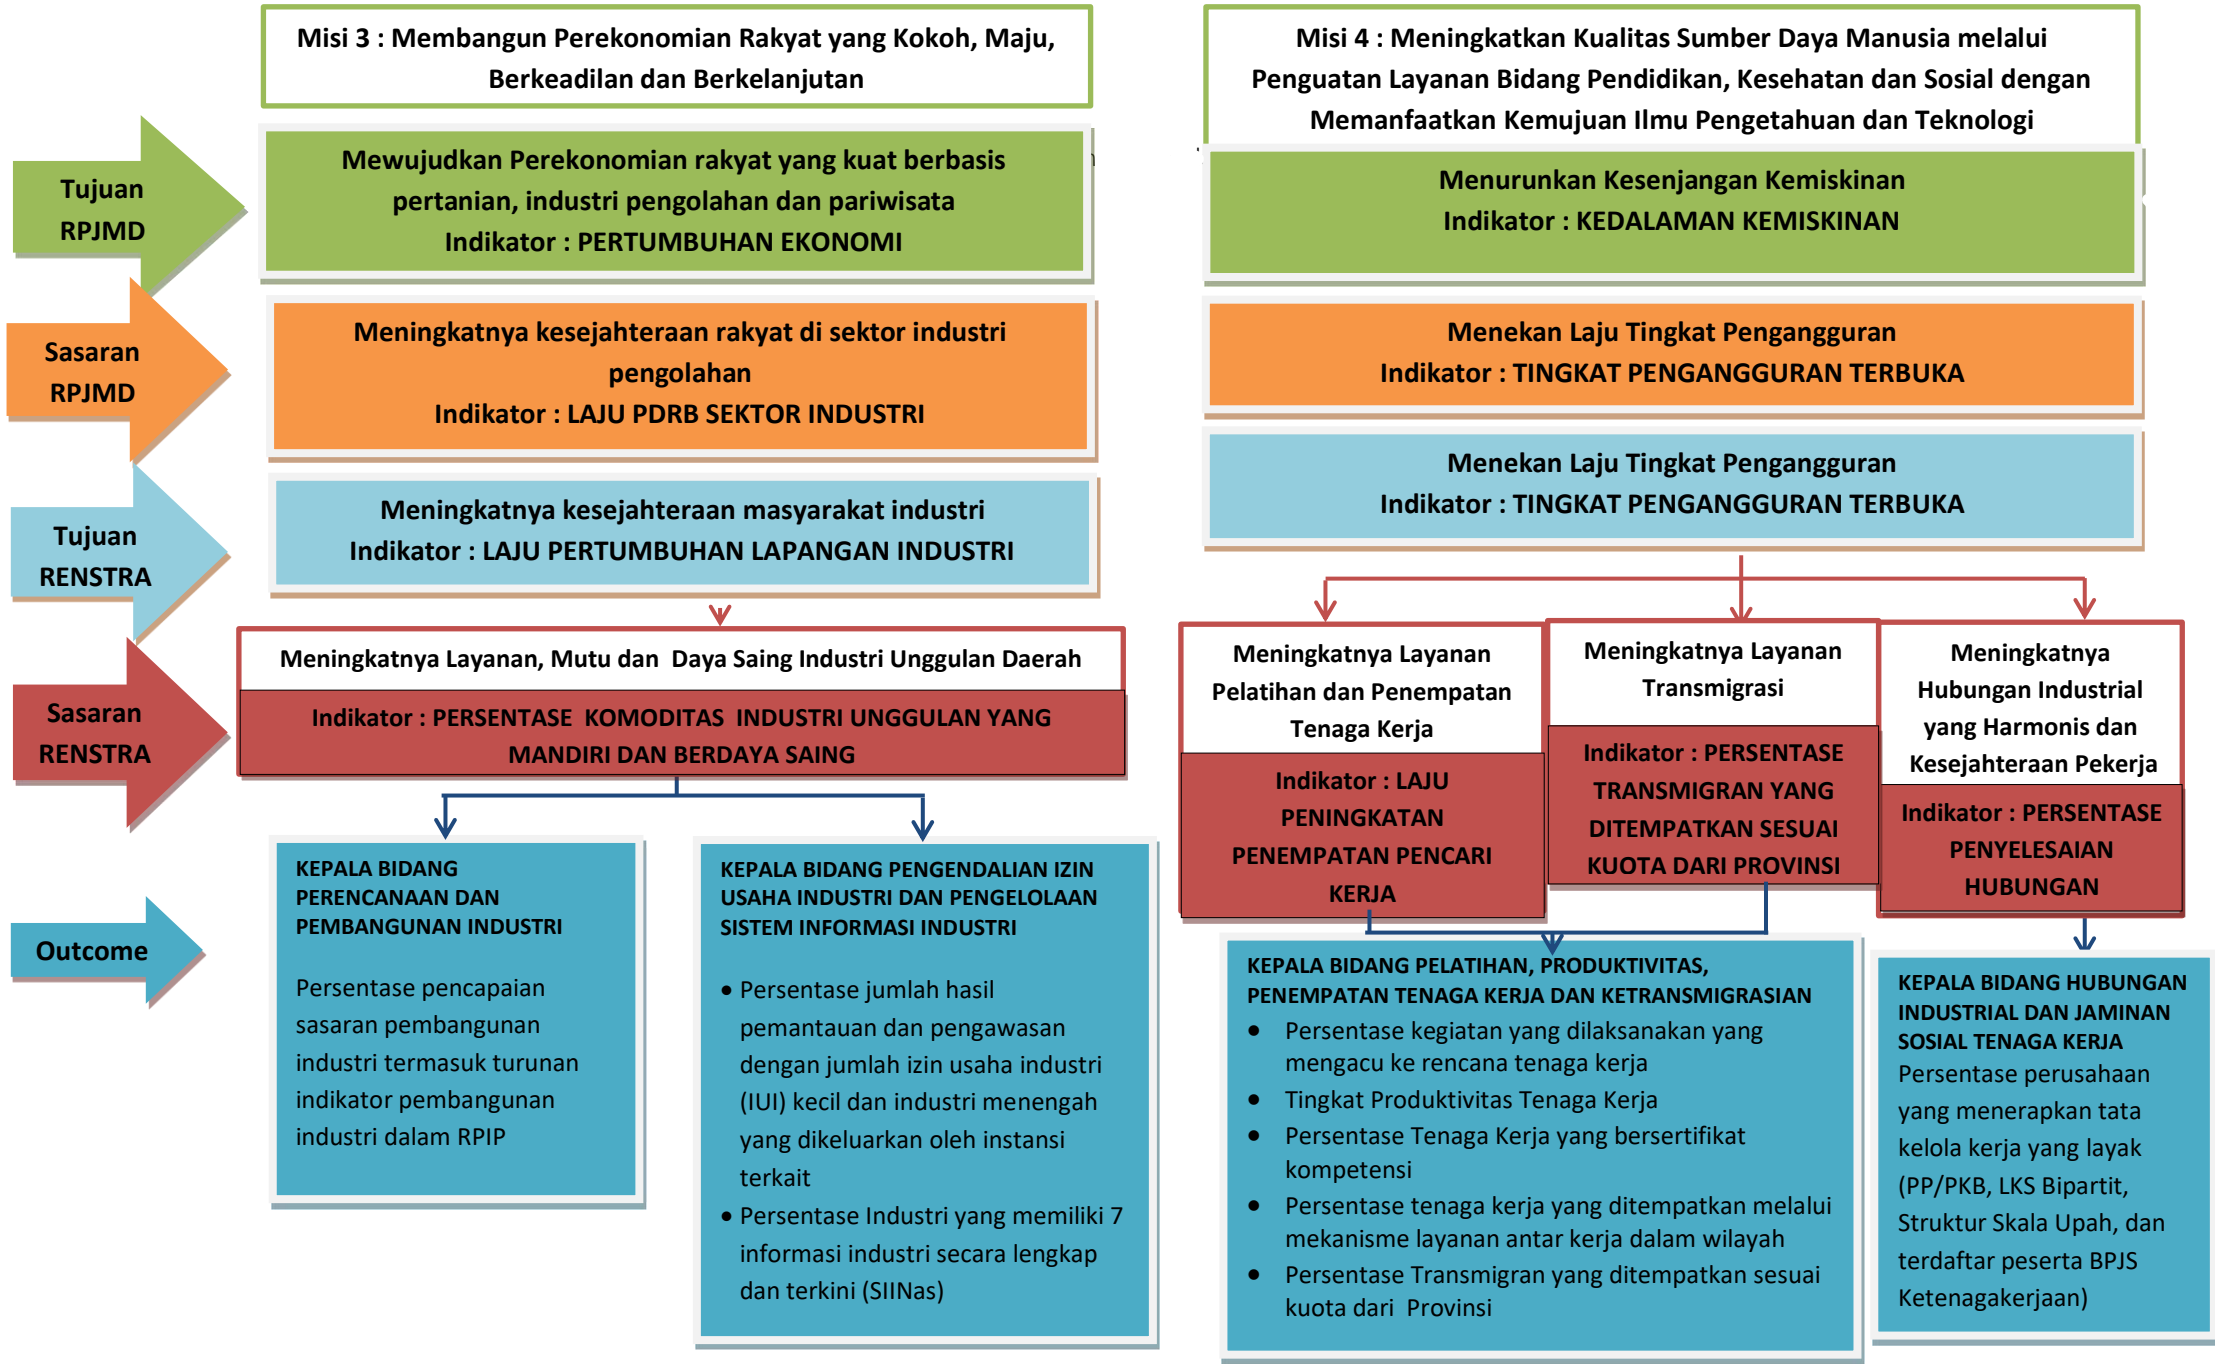 Misi 3 : Membangun Perekonomian Rakyat yang Kokoh, Maju,
Berkeadilan dan Berkelanjutan
Misi 4 : Meningkatkan Kualitas Sumber Daya Manusia melalui
Penguatan Layanan Bidang Pendidikan, Kesehatan dan Sosial dengan
Memanfaatkan Kemujuan Ilmu Pengetahuan dan Teknologi
Tujuan
RPJMD
Mewujudkan Perekonomian rakyat yang kuat berbasis
pertanian, industri pengolahan dan pariwisata
Indikator : PERTUMBUHAN EKONOMI
Menurunkan Kesenjangan Kemiskinan
Indikator : KEDALAMAN KEMISKINAN
Sasaran
RPJMD
Meningkatnya kesejahteraan rakyat di sektor industri
pengolahan
Indikator : LAJU PDRB SEKTOR INDUSTRI
Menekan Laju Tingkat Pengangguran
Indikator : TINGKAT PENGANGGURAN TERBUKA
Tujuan
RENSTRA
Meningkatnya kesejahteraan masyarakat industri
Indikator : LAJU PERTUMBUHAN LAPANGAN INDUSTRI
Menekan Laju Tingkat Pengangguran
Indikator : TINGKAT PENGANGGURAN TERBUKA
Sasaran
RENSTRA
Meningkatnya Layanan, Mutu dan Daya Saing Industri Unggulan Daerah
Indikator : PERSENTASE KOMODITAS INDUSTRI UNGGULAN YANG
MANDIRI DAN BERDAYA SAING
Meningkatnya Layanan
Pelatihan dan Penempatan
Tenaga Kerja
Indikator : LAJU
PENINGKATAN
PENEMPATAN PENCARI
KERJA
Meningkatnya Layanan
Transmigrasi
Indikator : PERSENTASE
TRANSMIGRAN YANG
DITEMPATKAN SESUAI
KUOTA DARI PROVINSI
Meningkatnya
Hubungan Industrial
yang Harmonis dan
Kesejahteraan Pekerja
Indikator : PERSENTASE
PENYELESAIAN
HUBUNGAN
Outcome
KEPALA BIDANG
PERENCANAAN DAN
PEMBANGUNAN INDUSTRI
Persentase pencapaian
sasaran pembangunan
industri termasuk turunan
indikator pembangunan
industri dalam RPIP
KEPALA BIDANG PENGENDALIAN IZIN
USAHA INDUSTRI DAN PENGELOLAAN
SISTEM INFORMASI INDUSTRI
• Persentase jumlah hasil
pemantauan dan pengawasan
dengan jumlah izin usaha industri
(IUI) kecil dan industri menengah
yang dikeluarkan oleh instansi
terkait
• Persentase Industri yang memiliki 7
informasi industri secara lengkap
dan terkini (SIINas)
KEPALA BIDANG PELATIHAN, PRODUKTIVITAS,
PENEMPATAN TENAGA KERJA DAN KETRANSMIGRASIAN
• Persentase kegiatan yang dilaksanakan yang
mengacu ke rencana tenaga kerja
• Tingkat Produktivitas Tenaga Kerja
• Persentase Tenaga Kerja yang bersertifikat
kompetensi
• Persentase tenaga kerja yang ditempatkan melalui
mekanisme layanan antar kerja dalam wilayah
• Persentase Transmigran yang ditempatkan sesuai
kuota dari Provinsi
KEPALA BIDANG HUBUNGAN
INDUSTRIAL DAN JAMINAN
SOSIAL TENAGA KERJA
Persentase perusahaan
yang menerapkan tata
kelola kerja yang layak
(PP/PKB, LKS Bipartit,
Struktur Skala Upah, dan
terdaftar peserta BPJS
Ketenagakerjaan)